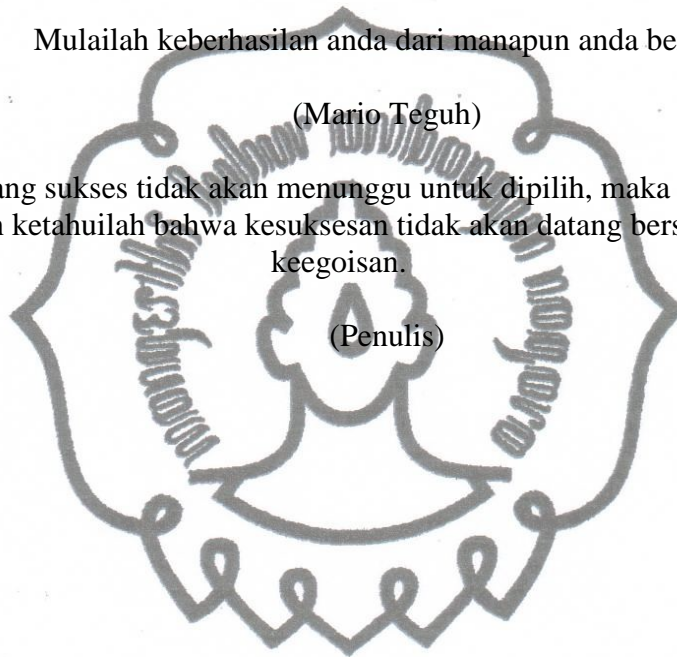 Mulailah keberhasilan anda dari manapun anda be
(Mario Teguh)
ang sukses tidak akan menunggu untuk dipilih, maka
ketahuilah bahwa kesuksesan tidak akan datang bers
keegoisan.
(Penulis)